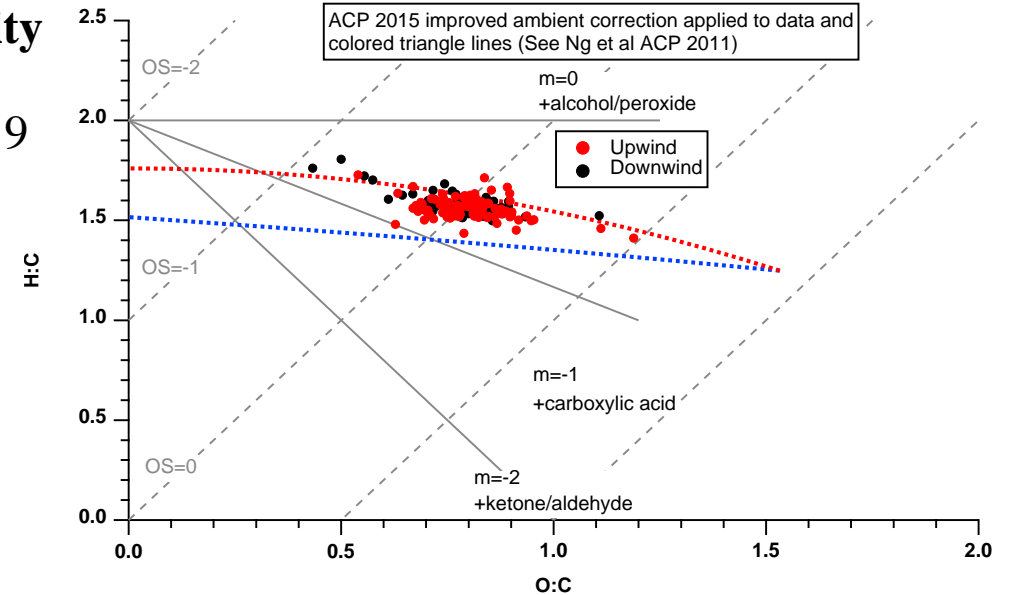 ity
9
ACP 2015 improved ambient correction applied to data and
colored triangle lines (See Ng et al ACP 2011)
2.5
OS=-2
m=0
+alcohol/peroxide
2.0
Upwind
Downwind
1.5
H:C
OS=-1
1.0
m=-1
+carboxylic acid
0.5
OS=0
m=-2
+ketone/aldehyde
0.0
0.0 0.5 1.0 1.5 2.0
O:C